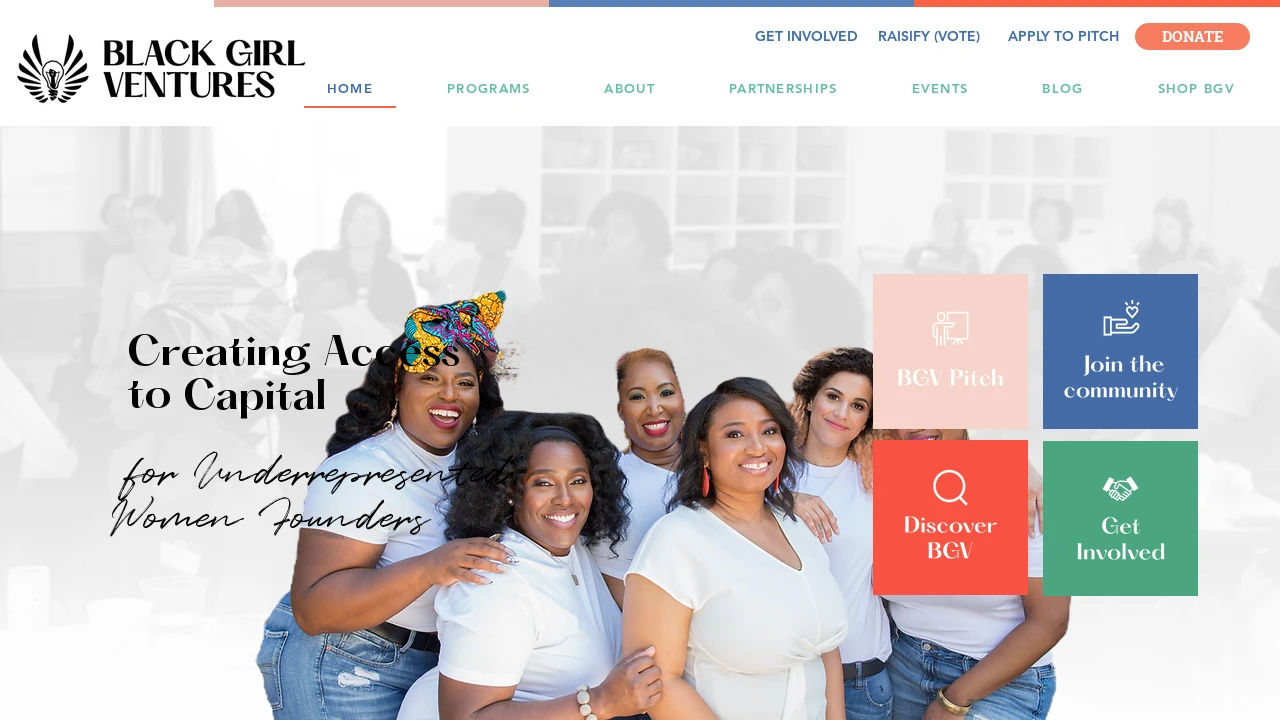 GET INVOLVED RAISIFY (VOTE) APPLY TO PITCH DONATE
BLACK GIRL
VENTURES
HOME PROGRAMS ABOUT PARTNERSHIPS EVENTS BLOG SHOP BGV
Creating Access
to Capital
for Underrepresented
Women Founders
BGV Pitch
Join the
community
Discover
BGV
Get
Involved